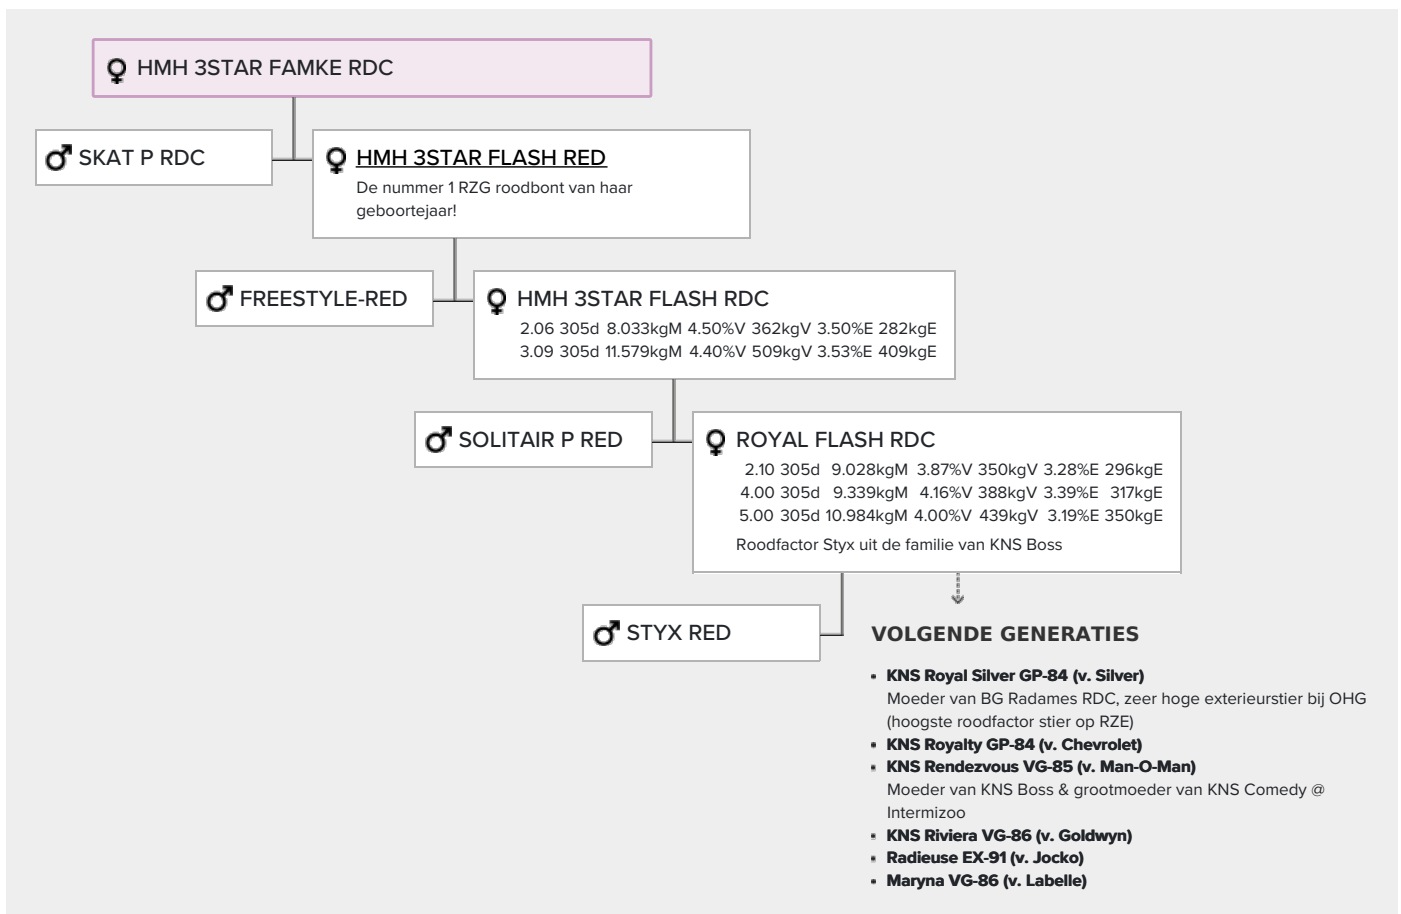 HMH 3STAR FAMKE RDC
SKAT P RDC
HMH 3STAR FLASH RED
De nummer 1 RZG roodbont van haar
geboortejaar!
FREESTYLE-RED
HMH 3STAR FLASH RDC
2.06 305d 8.033kgM 4.50%V 362kgV 3.50%E 282kgE
3.09 305d 11.579kgM 4.40%V 509kgV 3.53%E 409kgE
SOLITAIR P RED
ROYAL FLASH RDC
2.10 305d 9.028kgM 3.87%V 350kgV 3.28%E 296kgE
4.00 305d 9.339kgM 4.16%V 388kgV 3.39%E 317kgE
5.00 305d 10.984kgM 4.00%V 439kgV 3.19%E 350kgE
Roodfactor Styx uit de familie van KNS Boss
STYX RED
VOLGENDE GENERATIES
▪ KNS Royal Silver GP-84 (v. Silver)
Moeder van BG Radames RDC, zeer hoge exterieurstier bij OHG
(hoogste roodfactor stier op RZE)
▪ KNS Royalty GP-84 (v. Chevrolet)
▪ KNS Rendezvous VG-85 (v. Man-O-Man)
Moeder van KNS Boss & grootmoeder van KNS Comedy @
Intermizoo
▪ KNS Riviera VG-86 (v. Goldwyn)
▪ Radieuse EX-91 (v. Jocko)
▪ Maryna VG-86 (v. Labelle)